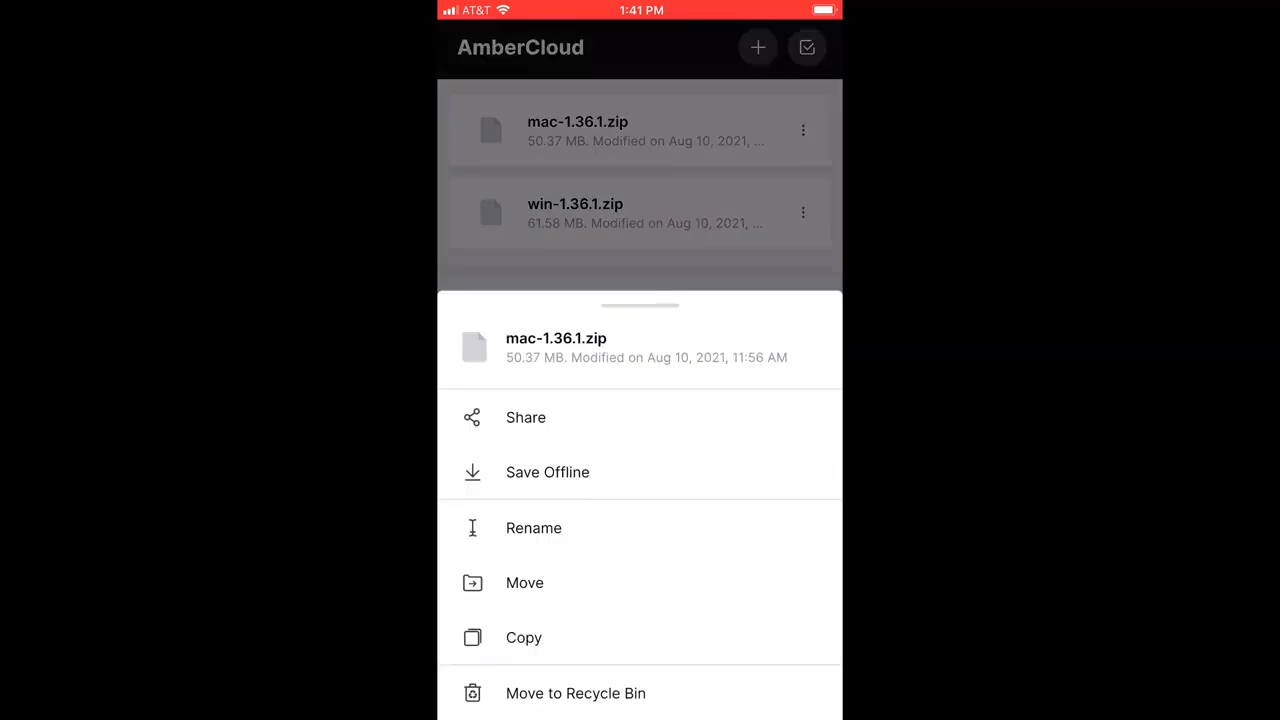 AT&T 1:41 PM
AmberCloud
mac-1.36.1.zip
50.37 MB. Modified on Aug 10, 2021, ...
win-1.36.1.zip
61.58 MB. Modified on Aug 10, 2021, ...
mac-1.36.1.zip
50.37 MB. Modified on Aug 10, 2021, 11:56 AM
Share
Save Offline
Rename
Move
Copy
Move to Recycle Bin